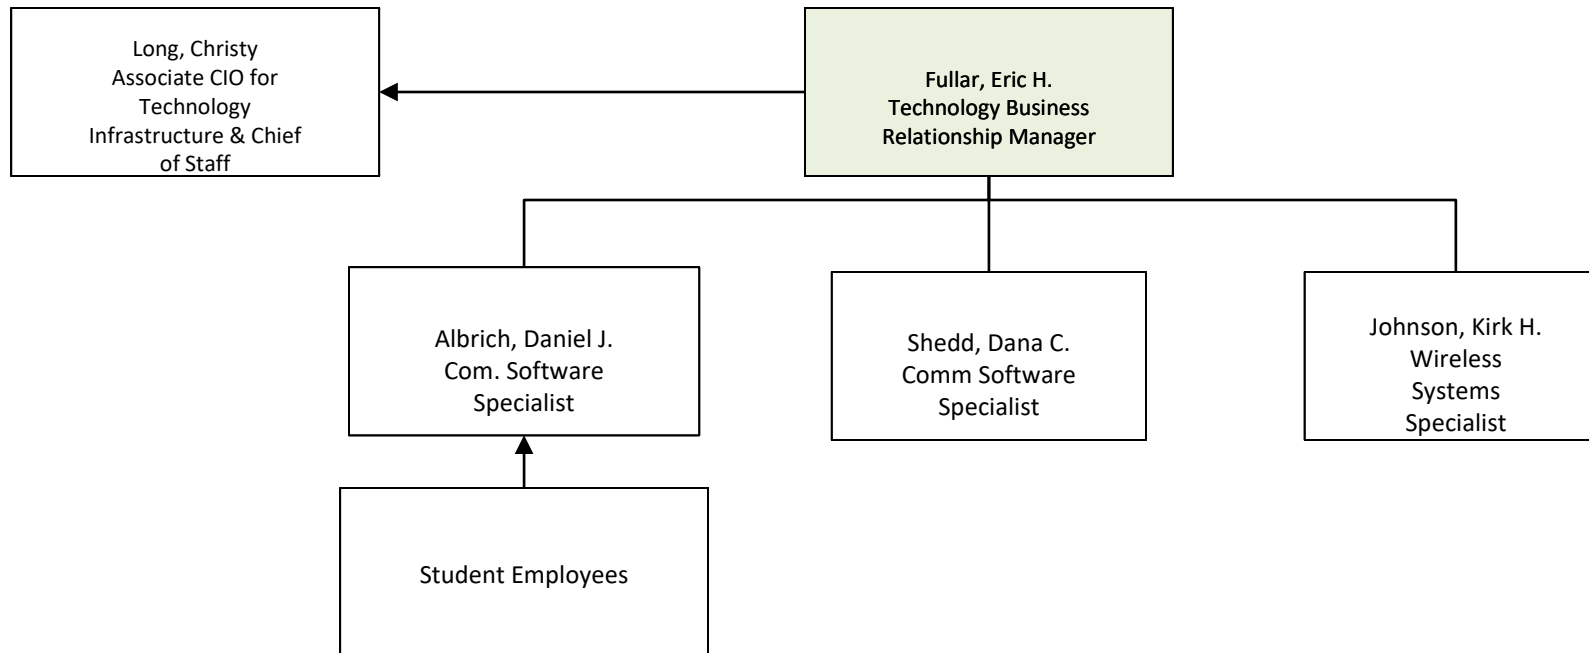 Long, Christy
Associate CIO for
Technology
Infrastructure & Chief
of Staff
Fullar, Eric H.
Technology Business
Relationship Manager
Albrich, Daniel J.
Com. Software
Specialist
Shedd, Dana C.
Comm Software
Specialist
Johnson, Kirk H.
Wireless
Systems
Specialist
Student Employees